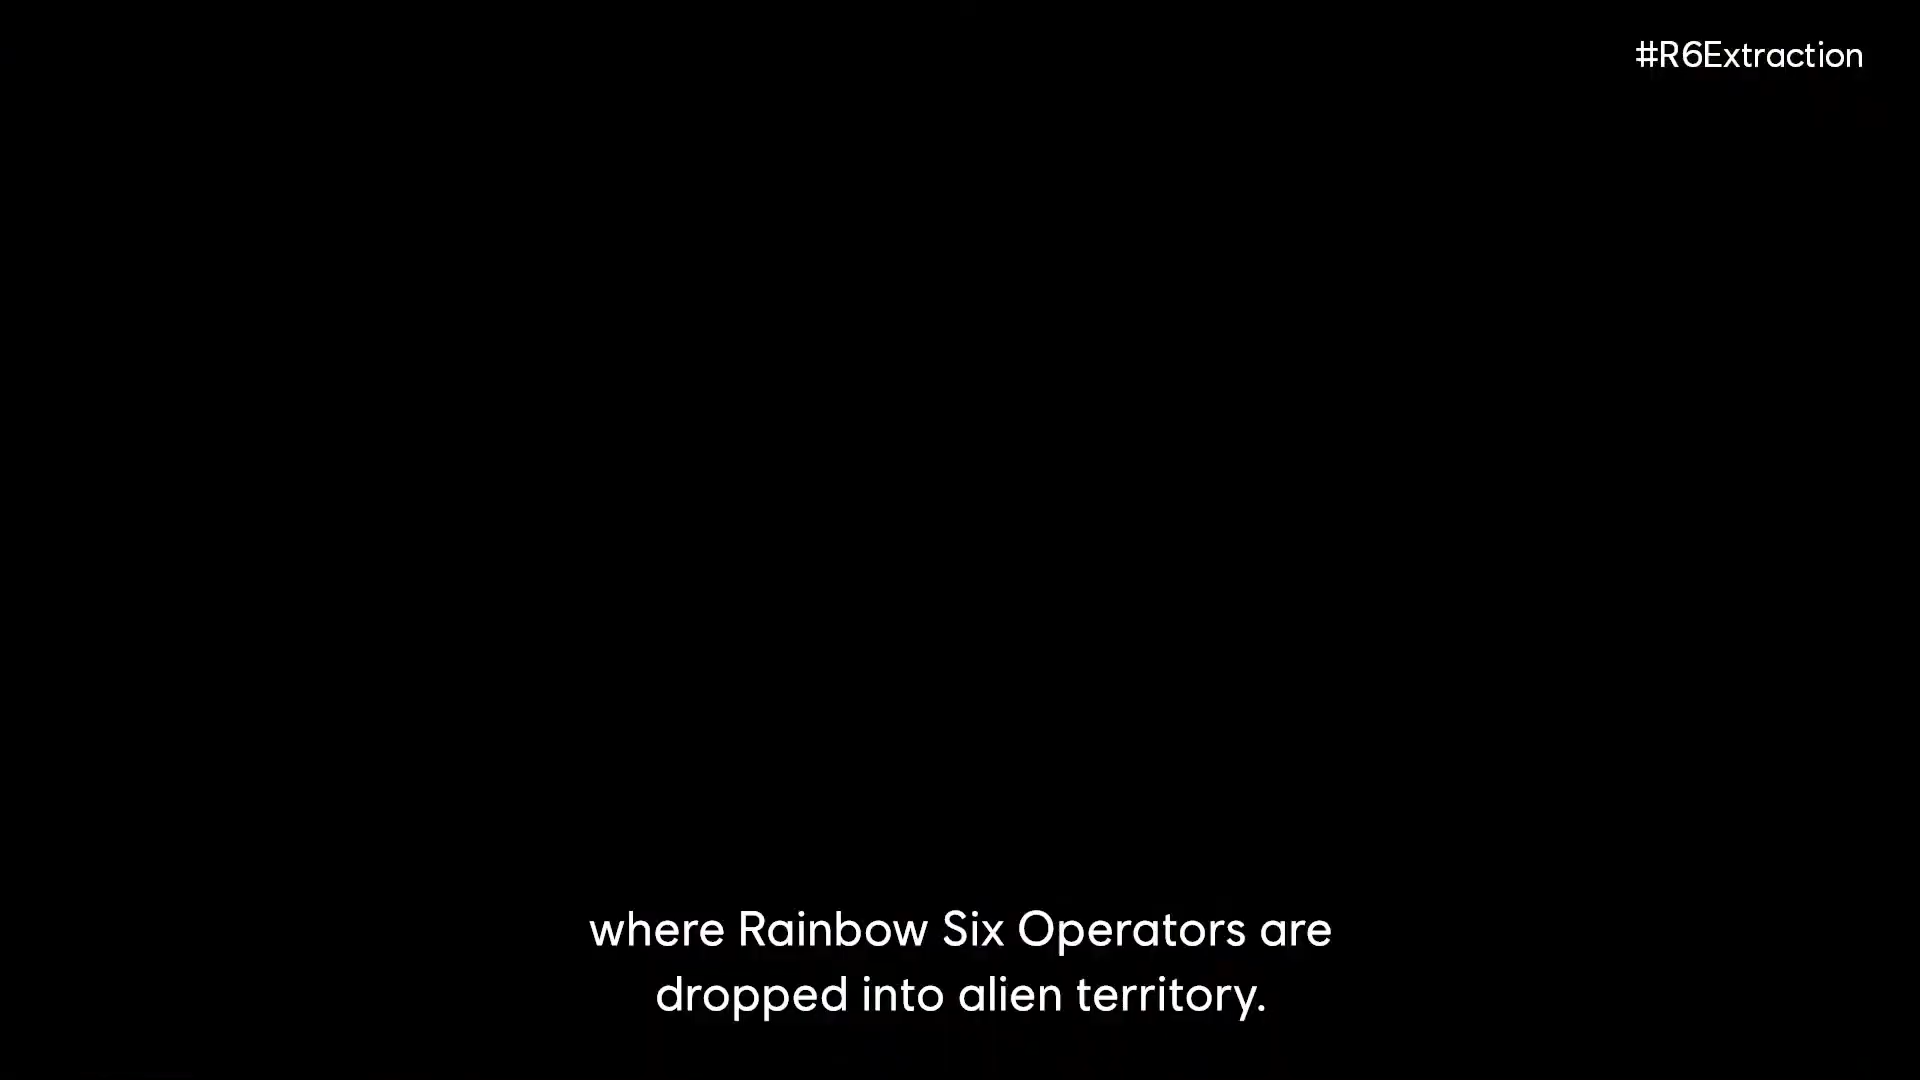 #R6Extraction
where Rainbow Six Operators are
dropped into alien territory.